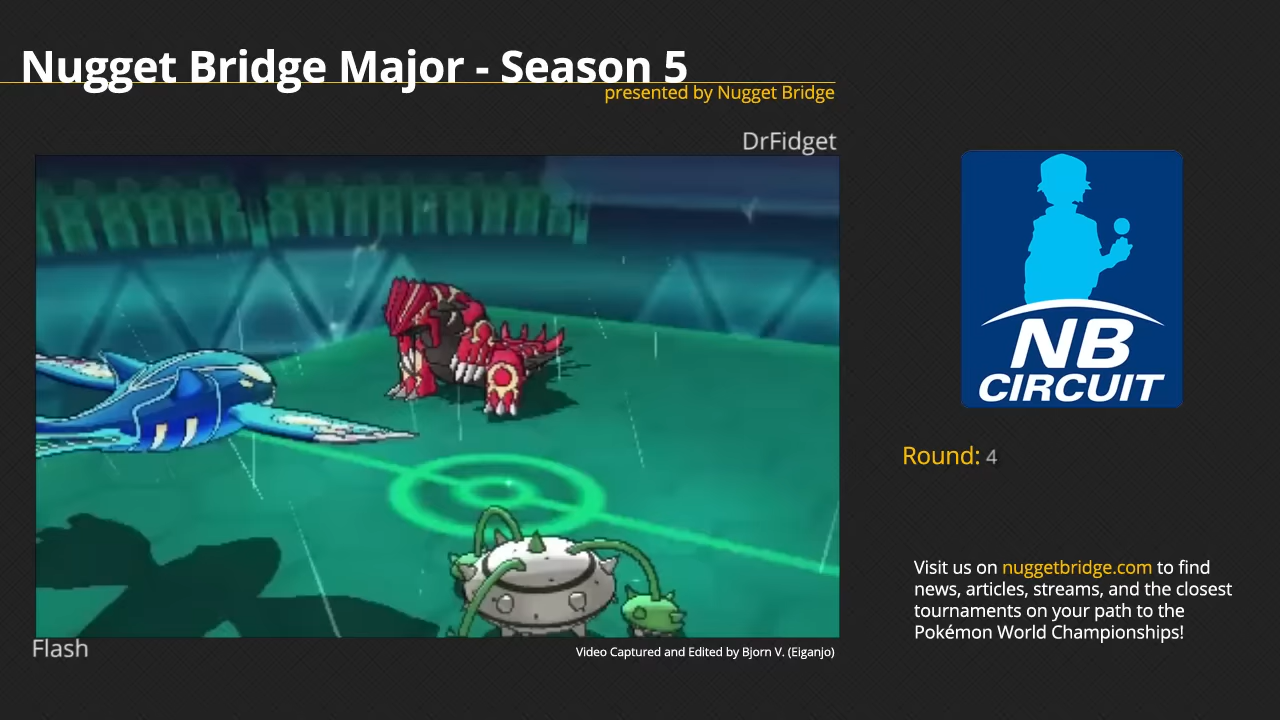 Nugget Bridge Major - Season 5
presented by Nugget Bridge
DrFidget
NB
CIRCUIT
Round: 4
Visit us on nuggetbridge.com to find
news, articles, streams, and the closest
tournaments on your path to the
Pokémon World Championships!
Flash
Video Captured and Edited by Bjorn V. (Eiganjo)